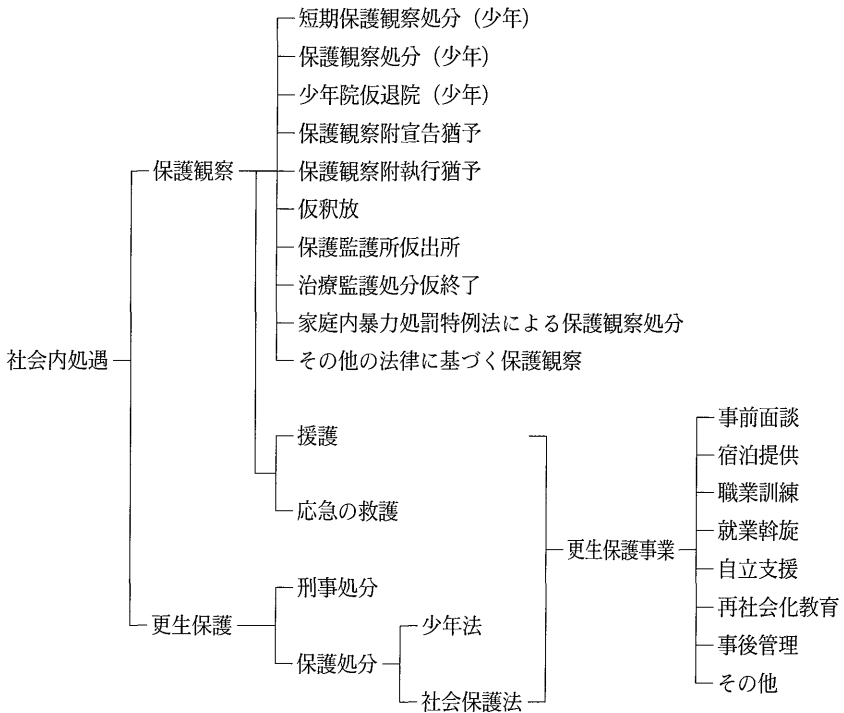 社会内処遇
保護観察
短期保護観察処分（少年）
保護観察処分（少年）
少年院仮退院（少年）
保護観察附宣告猶予
保護観察附執行猶予
仮釈放
保護監護所仮出所
治療監護処分仮終了
家庭内暴力処罰特例法による保護観察処分
その他の法律に基づく保護観察
援護
応急の救護
更生保護
刑事処分
保護処分
少年法
社会保護法
更生保護事業
事前面談
宿泊提供
職業訓練
就業斡旋
自立支援
再社会化教育
事後管理
その他